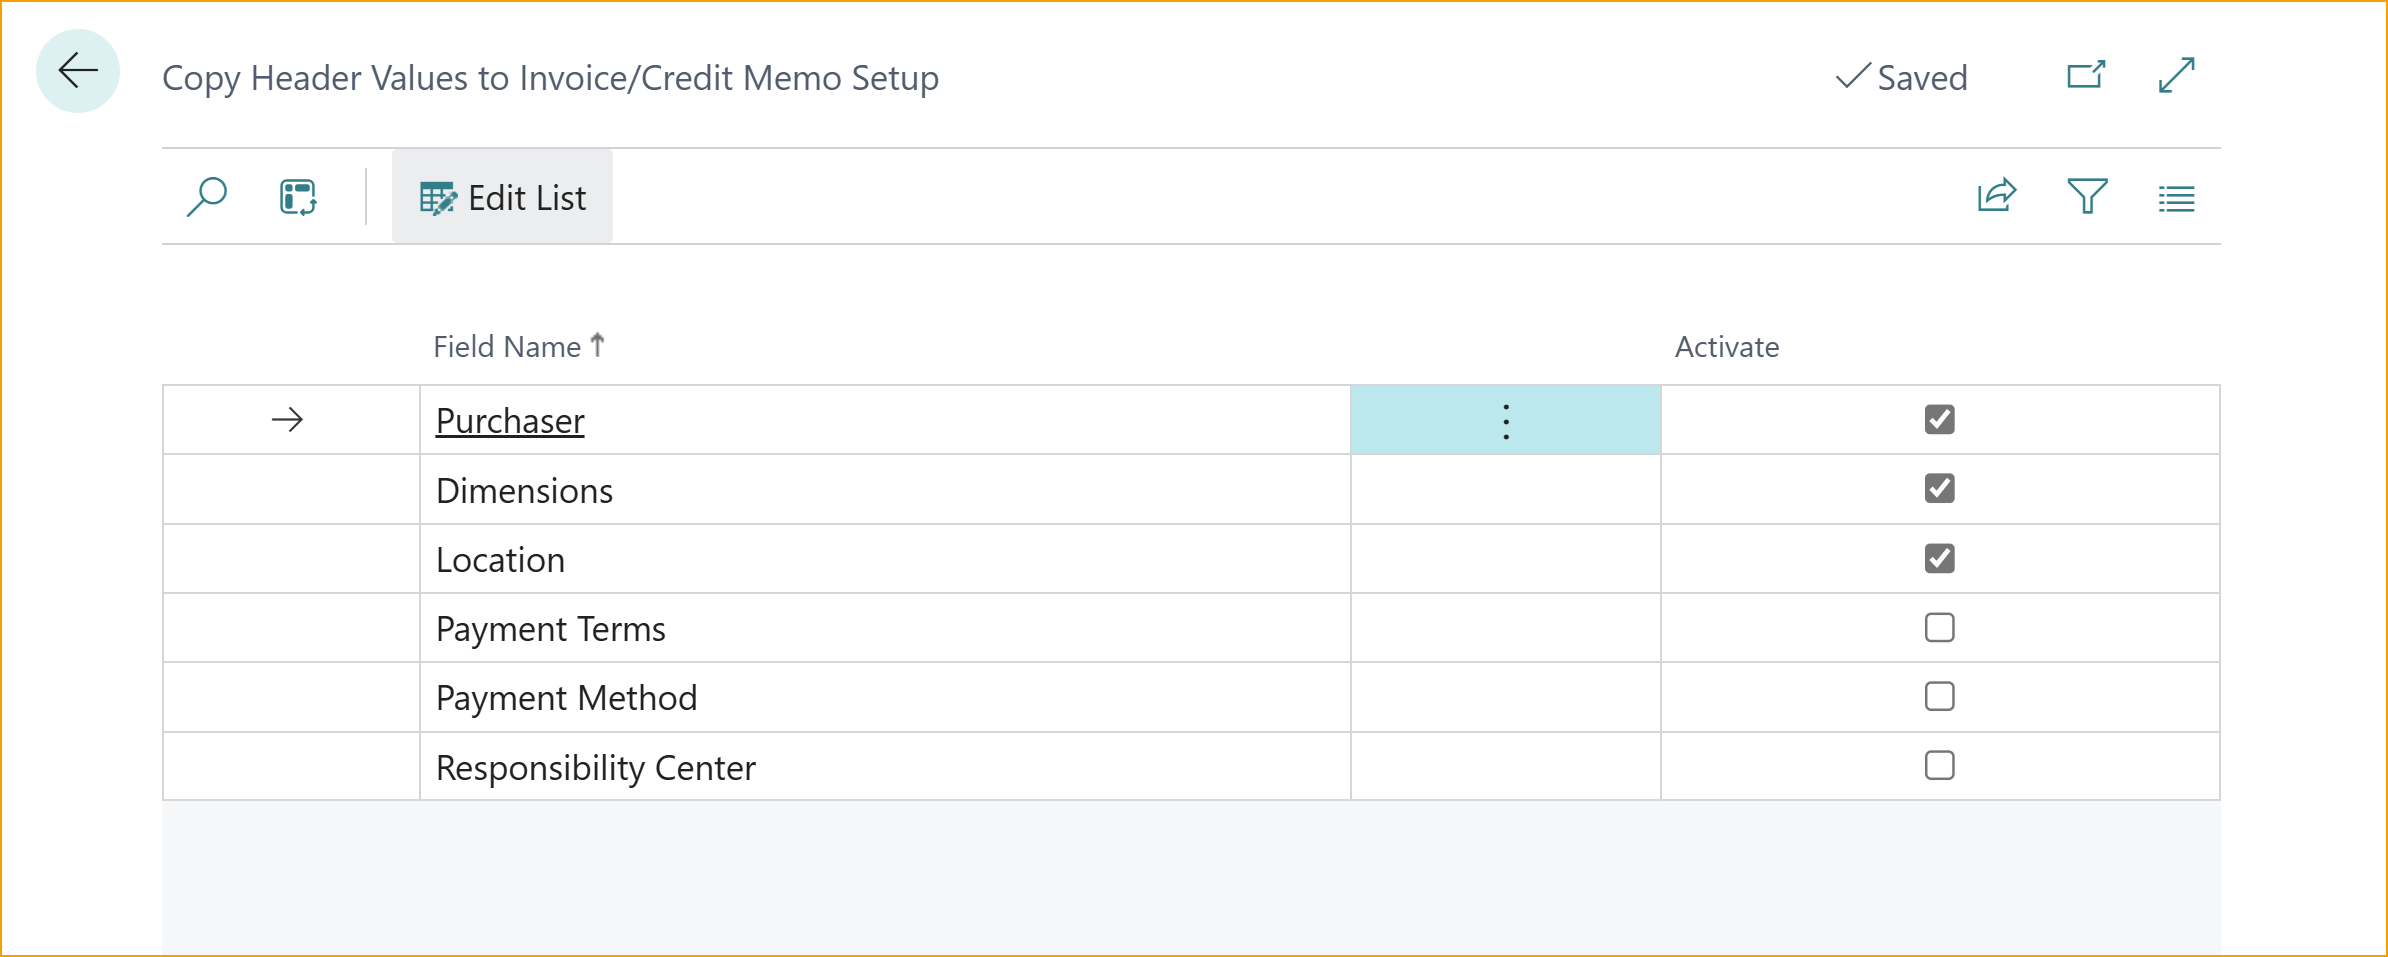 Copy Header Values to Invoice/Credit Memo Setup
Saved
Edit List
Field Name ↑
Activate
Purchaser
Dimensions
Location
Payment Terms
Payment Method
Responsibility Center